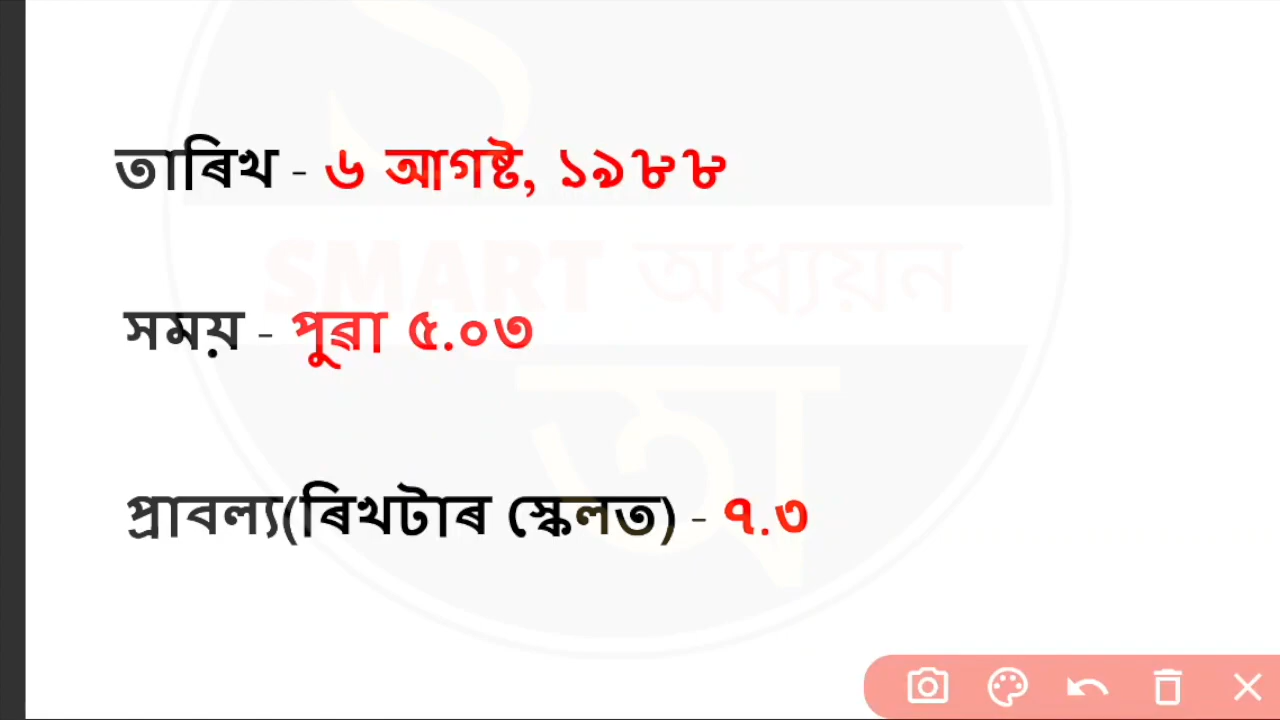 তাৰিখ - ৬ আগষ্ট, ১৯৮৮
SMART অধ্যয়ন
সময় - পুৱা ৫.০৩
অ
প্ৰাবল্য(ৰিখটাৰ স্কেলত) - ৭.৩